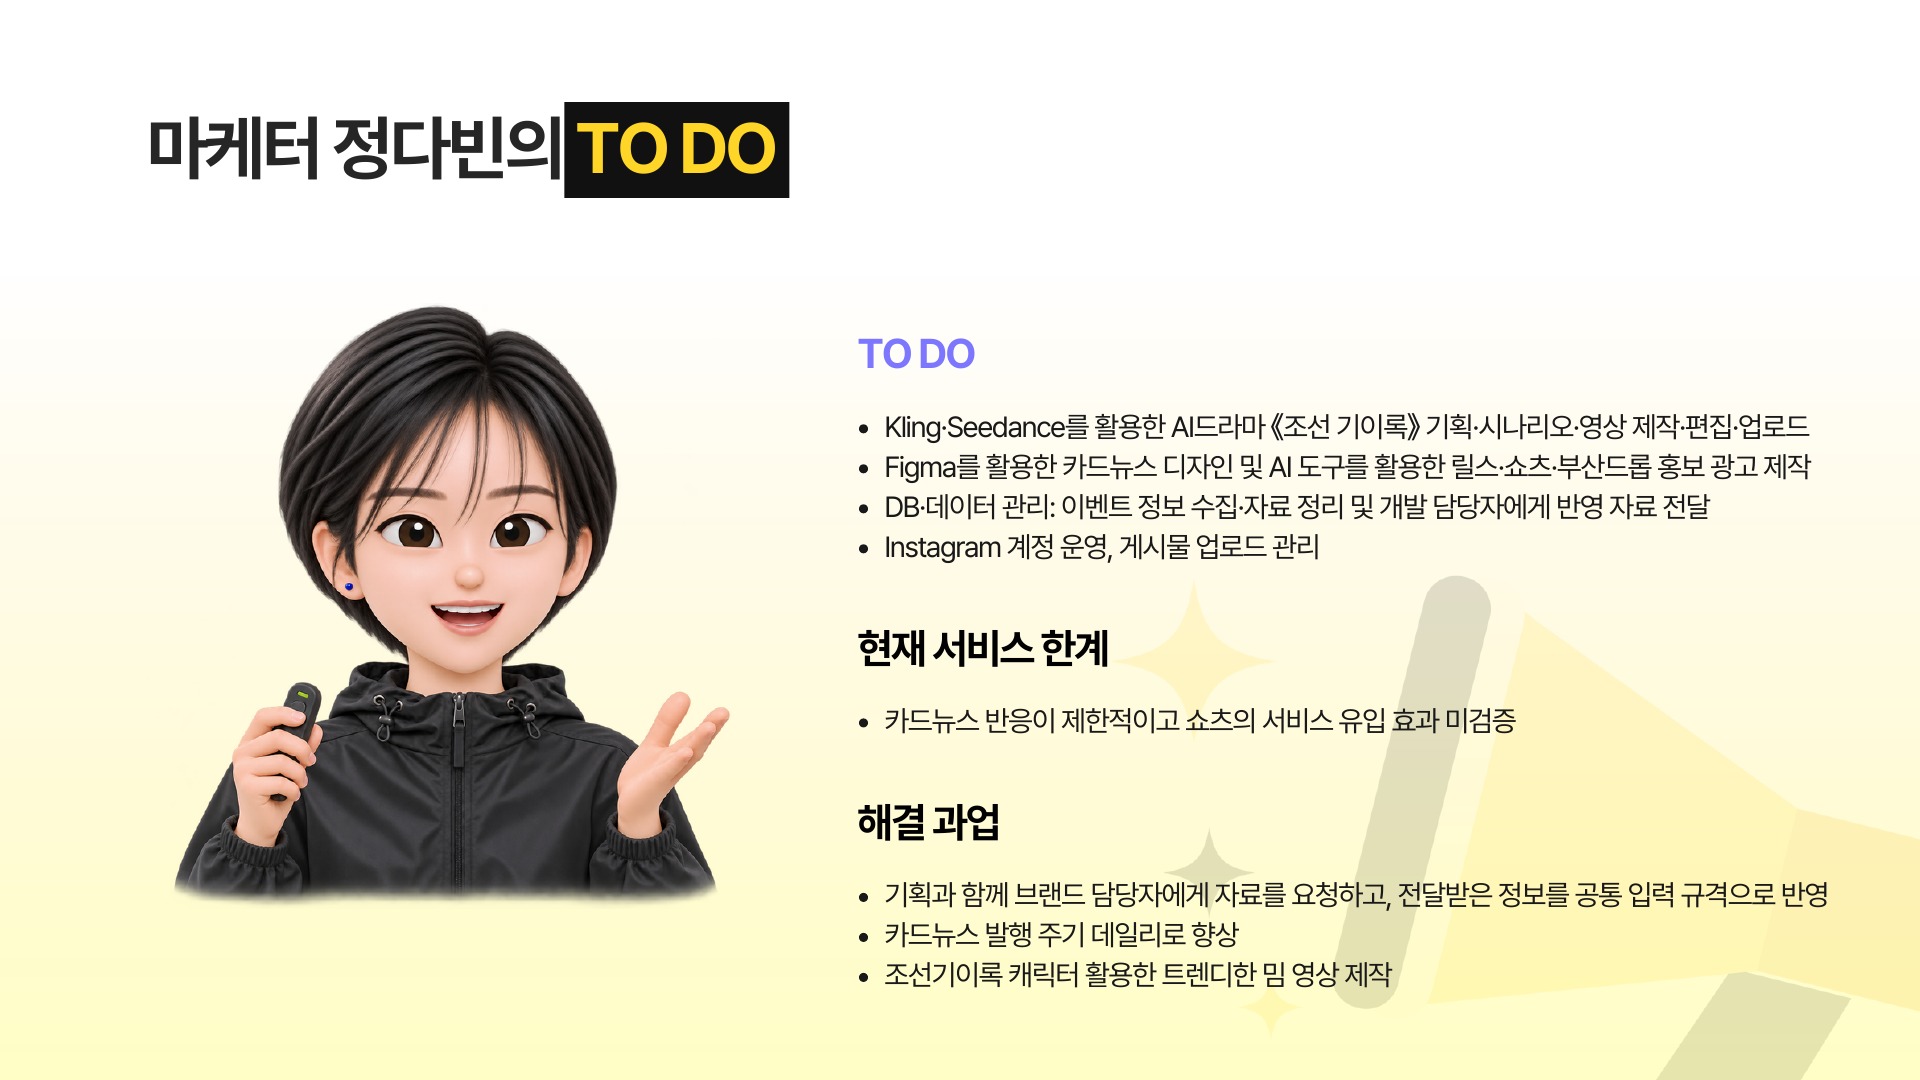 마케터 정다빈의 TO DO
TO DO
• Kling·Seedance를 활용한 AI드라마 《조선 기이록》 기획·시나리오·영상 제작·편집·업로드
• Figma를 활용한 카드뉴스 디자인 및 AI 도구를 활용한 릴스·쇼츠·부산드롭 홍보 광고 제작
• DB·데이터 관리: 이벤트 정보 수집·자료 정리 및 개발 담당자에게 반영 자료 전달
• Instagram 계정 운영, 게시물 업로드 관리
현재 서비스 한계
• 카드뉴스 반응이 제한적이고 쇼츠의 서비스 유입 효과 미검증
해결 과업
• 기획과 함께 브랜드 담당자에게 자료를 요청하고, 전달받은 정보를 공통 입력 규격으로 반영
• 카드뉴스 발행 주기 데일리로 향상
• 조선기이록 캐릭터 활용한 트렌디한 밈 영상 제작